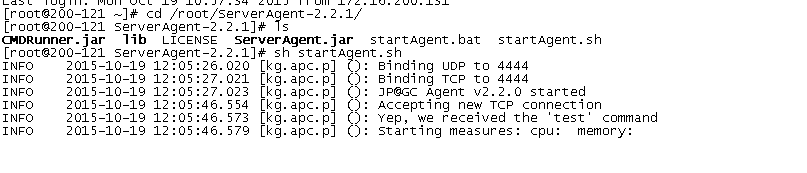 Last login: Mon Oct 19 10:57:54 2015 from 172.16.200.151
[root@200-121 ~]# cd /root/ServerAgent-2.2.1/
[root@200-121 ServerAgent-2.2.1]# ls
CMDRunner.jar lib LICENSE ServerAgent.jar startAgent.bat startAgent.sh
[root@200-121 ServerAgent-2.2.1]# sh startAgent.sh
INFO 2015-10-19 12:05:26.020 [kg.apc.p] (): Binding UDP to 4444
INFO 2015-10-19 12:05:27.021 [kg.apc.p] (): Binding TCP to 4444
INFO 2015-10-19 12:05:27.023 [kg.apc.p] (): JP@GC Agent v2.2.0 started
INFO 2015-10-19 12:05:46.554 [kg.apc.p] (): Accepting new TCP connection
INFO 2015-10-19 12:05:46.573 [kg.apc.p] (): Yep, we received the 'test' command
INFO 2015-10-19 12:05:46.579 [kg.apc.p] (): Starting measures: cpu: memory: